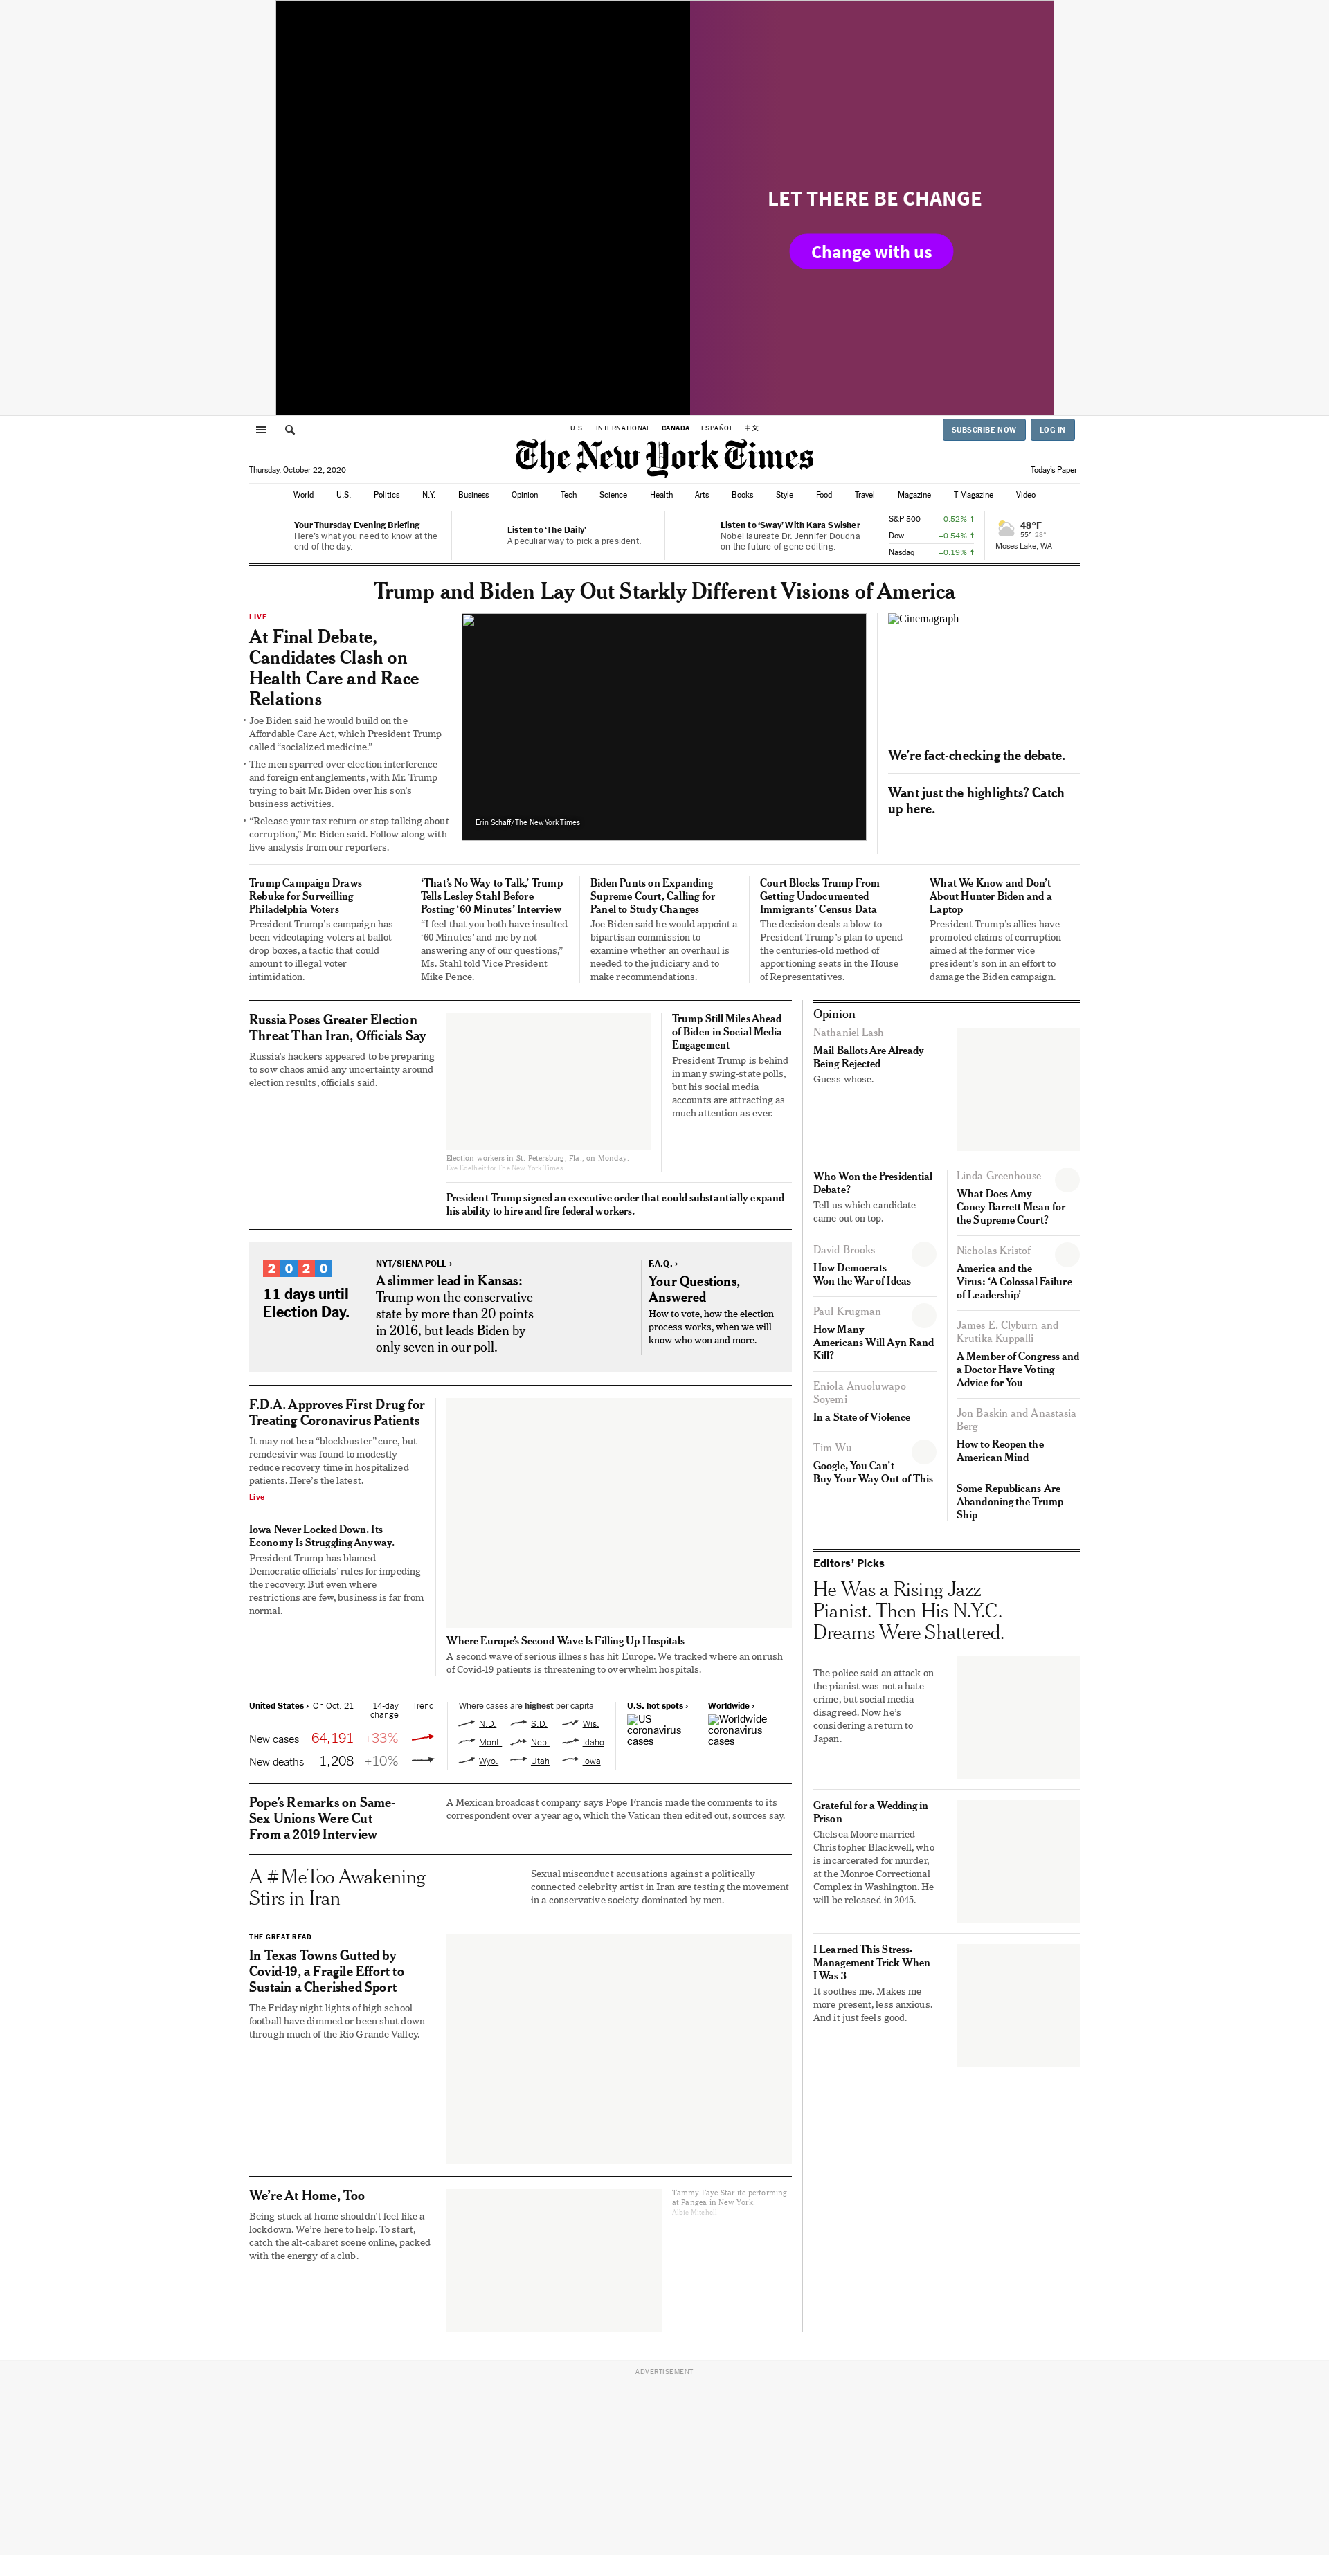 LET THERE BE CHANGE
Change with us
U.S.
INTERNATIONAL
CANADA
ESPAÑOL
中文
SUBSCRIBE NOW
LOG IN
The New York Times
Thursday, October 22, 2020
Today's Paper
World
U.S.
Politics
N.Y.
Business
Opinion
Tech
Science
Health
Arts
Books
Style
Food
Travel
Magazine
T Magazine
Video
Your Thursday Evening Briefing
Here's what you need to know at the
end of the day.
Listen to 'The Daily'
A peculiar way to pick a president.
Listen to 'Sway' With Kara Swisher
Nobel laureate Dr. Jennifer Doudna
on the future of gene editing.
S&P 500 +0.52% ↑
Dow +0.54% ↑
Nasdaq +0.19% ↑
48°F
55° 28°
Moses Lake, WA
Trump and Biden Lay Out Starkly Different Visions of America
LIVE
At Final Debate,
Candidates Clash on
Health Care and Race
Relations
• Joe Biden said he would build on the
Affordable Care Act, which President Trump
called “socialized medicine.”
• The men sparred over election interference
and foreign entanglements, with Mr. Trump
trying to bait Mr. Biden over his son’s
business activities.
• “Release your tax return or stop talking about
corruption,” Mr. Biden said. Follow along with
live analysis from our reporters.
Erin Schaff/The New York Times
Cinemagraph
We’re fact-checking the debate.
Want just the highlights? Catch
up here.
Trump Campaign Draws
Rebuke for Surveilling
Philadelphia Voters
President Trump’s campaign has
been videotaping voters at ballot
drop boxes, a tactic that could
amount to illegal voter
intimidation.
‘That’s No Way to Talk,’ Trump
Tells Lesley Stahl Before
Posting ‘60 Minutes’ Interview
“I feel that you both have insulted
‘60 Minutes’ and me by not
answering any of our questions,”
Ms. Stahl told Vice President
Mike Pence.
Biden Punts on Expanding
Supreme Court, Calling for
Panel to Study Changes
Joe Biden said he would appoint a
bipartisan commission to
examine whether an overhaul is
needed to the judiciary and to
make recommendations.
Court Blocks Trump From
Getting Undocumented
Immigrants’ Census Data
The decision deals a blow to
President Trump’s plan to upend
the centuries-old method of
apportioning seats in the House
of Representatives.
What We Know and Don’t
About Hunter Biden and a
Laptop
President Trump’s allies have
promoted claims of corruption
aimed at the former vice
president’s son in an effort to
damage the Biden campaign.
Russia Poses Greater Election
Threat Than Iran, Officials Say
Russia’s hackers appeared to be preparing
to sow chaos amid any uncertainty around
election results, officials said.
Election workers in St. Petersburg, Fla., on Monday.
Eve Edelheit for The New York Times
Trump Still Miles Ahead
of Biden in Social Media
Engagement
President Trump is behind
in many swing-state polls,
but his social media
accounts are attracting as
much attention as ever.
President Trump signed an executive order that could substantially expand
his ability to hire and fire federal workers.
2020
11 days until
Election Day.
NYT/SIENA POLL ›
A slimmer lead in Kansas:
Trump won the conservative
state by more than 20 points
in 2016, but leads Biden by
only seven in our poll.
F.A.Q. ›
Your Questions,
Answered
How to vote, how the election
process works, when we will
know who won and more.
F.D.A. Approves First Drug for
Treating Coronavirus Patients
It may not be a “blockbuster” cure, but
remdesivir was found to modestly
reduce recovery time in hospitalized
patients. Here’s the latest.
Live
Iowa Never Locked Down. Its
Economy Is Struggling Anyway.
President Trump has blamed
Democratic officials’ rules for impeding
the recovery. But even where
restrictions are few, business is far from
normal.
Where Europe’s Second Wave Is Filling Up Hospitals
A second wave of serious illness has hit Europe. We tracked where an onrush
of Covid-19 patients is threatening to overwhelm hospitals.
United States › On Oct. 21 14-day change Trend
New cases 64,191 +33%
New deaths 1,208 +10%
Where cases are highest per capita
N.D. S.D. Wis.
Mont. Neb. Idaho
Wyo. Utah Iowa
U.S. hot spots ›
US
coronavirus
cases
Worldwide ›
Worldwide
coronavirus
cases
Pope’s Remarks on Same-
Sex Unions Were Cut
From a 2019 Interview
A Mexican broadcast company says Pope Francis made the comments to its
correspondent over a year ago, which the Vatican then edited out, sources say.
A #MeToo Awakening
Stirs in Iran
Sexual misconduct accusations against a politically
connected celebrity artist in Iran are testing the movement
in a conservative society dominated by men.
THE GREAT READ
In Texas Towns Gutted by
Covid-19, a Fragile Effort to
Sustain a Cherished Sport
The Friday night lights of high school
football have dimmed or been shut down
through much of the Rio Grande Valley.
We’re At Home, Too
Being stuck at home shouldn’t feel like a
lockdown. We’re here to help. To start,
catch the alt-cabaret scene online, packed
with the energy of a club.
Tammy Faye Starlite performing
at Pangea in New York.
Albie Mitchell
Opinion
Nathaniel Lash
Mail Ballots Are Already
Being Rejected
Guess whose.
Who Won the Presidential
Debate?
Tell us which candidate
came out on top.
David Brooks
How Democrats
Won the War of Ideas
Paul Krugman
How Many
Americans Will Ayn Rand
Kill?
Eniola Anuoluwapo
Soyemi
In a State of Violence
Tim Wu
Google, You Can’t
Buy Your Way Out of This
Linda Greenhouse
What Does Amy
Coney Barrett Mean for
the Supreme Court?
Nicholas Kristof
America and the
Virus: ‘A Colossal Failure
of Leadership’
James E. Clyburn and
Krutika Kuppalli
A Member of Congress and
a Doctor Have Voting
Advice for You
Jon Baskin and Anastasia
Berg
How to Reopen the
American Mind
Some Republicans Are
Abandoning the Trump
Ship
Editors’ Picks
He Was a Rising Jazz
Pianist. Then His N.Y.C.
Dreams Were Shattered.
The police said an attack on
the pianist was not a hate
crime, but social media
disagreed. Now he’s
considering a return to
Japan.
Grateful for a Wedding in
Prison
Chelsea Moore married
Christopher Blackwell, who
is incarcerated for murder,
at the Monroe Correctional
Complex in Washington. He
will be released in 2045.
I Learned This Stress-
Management Trick When
I Was 3
It soothes me. Makes me
more present, less anxious.
And it just feels good.
ADVERTISEMENT